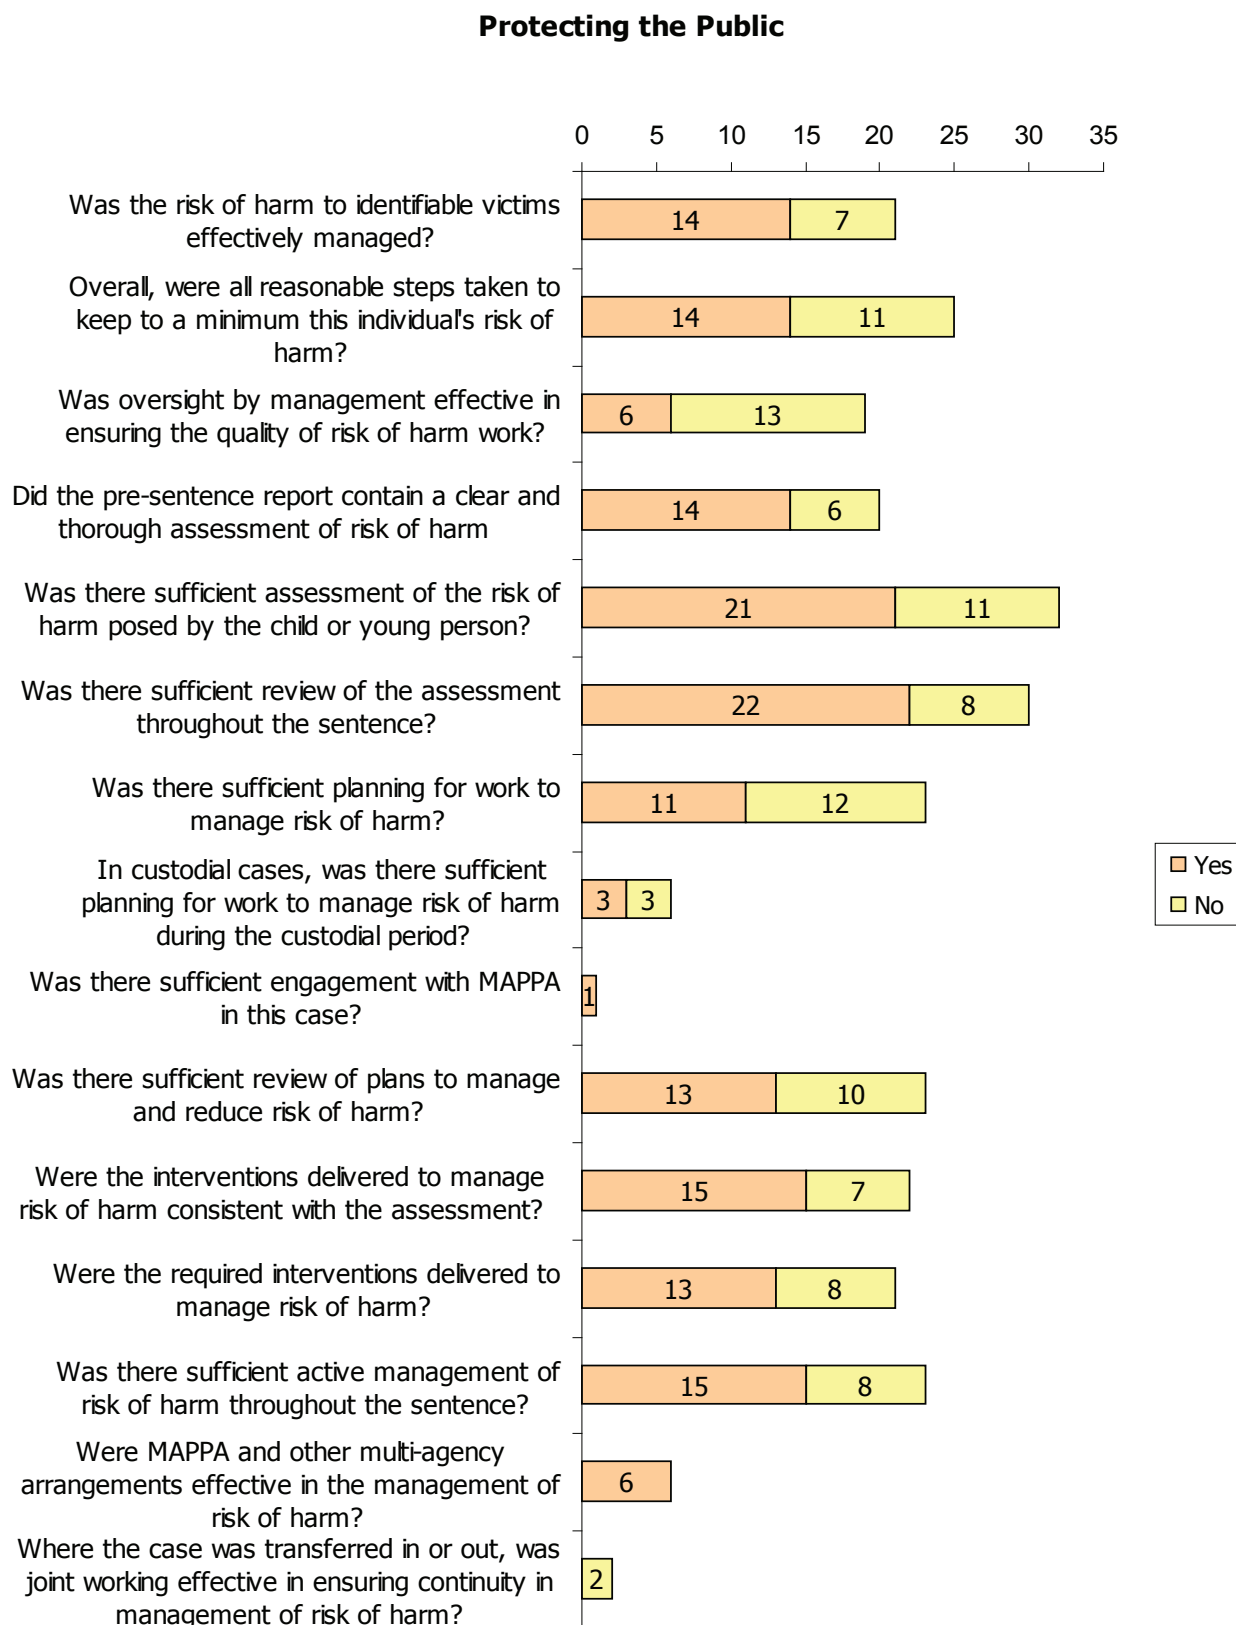 Protecting the Public
0 5 10 15 20 25 30 35
Was the risk of harm to identifiable victims
effectively managed?
14 7
Overall, were all reasonable steps taken to
keep to a minimum this individual's risk of
harm?
14 11
Was oversight by management effective in
ensuring the quality of risk of harm work?
6 13
Did the pre-sentence report contain a clear and
thorough assessment of risk of harm
14 6
Was there sufficient assessment of the risk of
harm posed by the child or young person?
21 11
Was there sufficient review of the assessment
throughout the sentence?
22 8
Was there sufficient planning for work to
manage risk of harm?
11 12
In custodial cases, was there sufficient
planning for work to manage risk of harm
during the custodial period?
3 3
Was there sufficient engagement with MAPPA
in this case?
1
Was there sufficient review of plans to manage
and reduce risk of harm?
13 10
Were the interventions delivered to manage
risk of harm consistent with the assessment?
15 7
Were the required interventions delivered to
manage risk of harm?
13 8
Was there sufficient active management of
risk of harm throughout the sentence?
15 8
Were MAPPA and other multi-agency
arrangements effective in the management of
risk of harm?
6
Where the case was transferred in or out, was
joint working effective in ensuring continuity in
management of risk of harm?
2
Yes
No